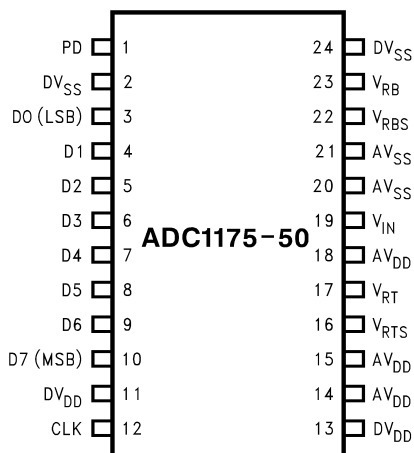 PD 1 24 DVSS
DVSS 2 23 VRB
D0 (LSB) 3 22 VRBS
D1 4 21 AVSS
D2 5 20 AVSS
D3 6 19 VIN
ADC1175-50
D4 7 18 AVDD
D5 8 17 VRT
D6 9 16 VRTS
D7 (MSB) 10 15 AVDD
DVDD 11 14 AVDD
CLK 12 13 DVDD